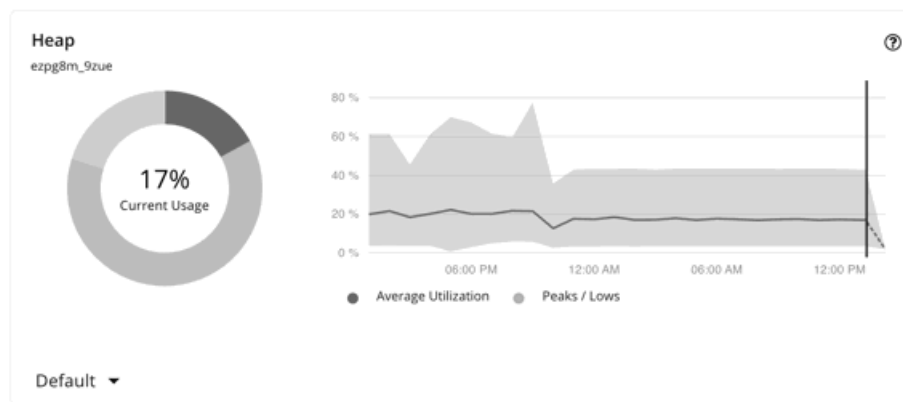 Heap
ezpg8m_9zue
17%
Current Usage
80 %
60 %
40 %
20 %
0 %
06:00 PM 12:00 AM 06:00 AM 12:00 PM
Average Utilization Peaks / Lows
Default